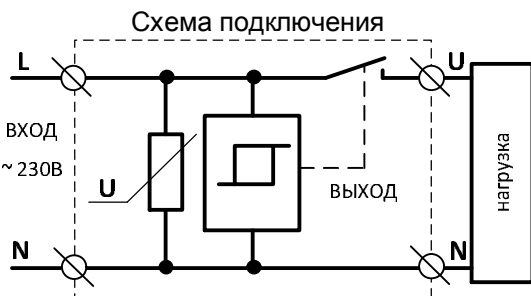 Схема подключения
L
U
ВХОД
~ 230В
U
ВЫХОД
нагрузка
N
N